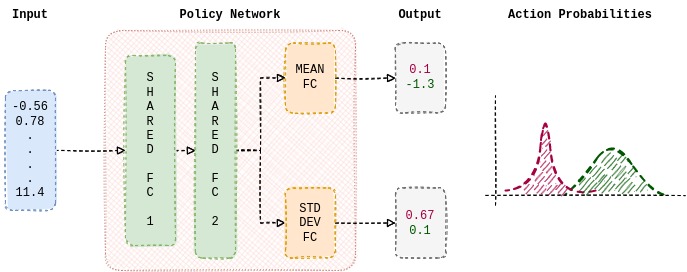 Input
Policy Network
Output
Action Probabilities
-0.56
0.78
.
.
.
.
11.4
SHARED FC 1
SHARED FC 2
MEAN
FC
STD
DEV
FC
0.1
-1.3
0.67
0.1